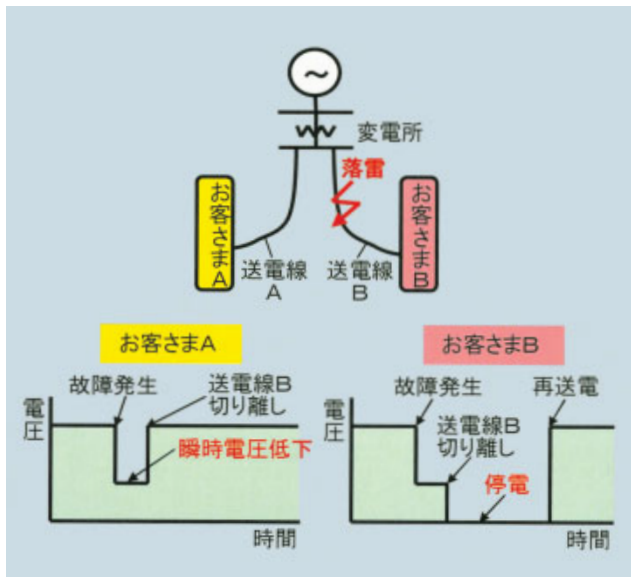 ~
変電所
落雷
お客さまA
お客さまB
送電線
A
送電線
B
お客さまA
お客さまB
故障発生
送電線B
切り離し
電圧
瞬時電圧低下
時間
故障発生
再送電
送電線B
切り離し
電圧
停電
時間